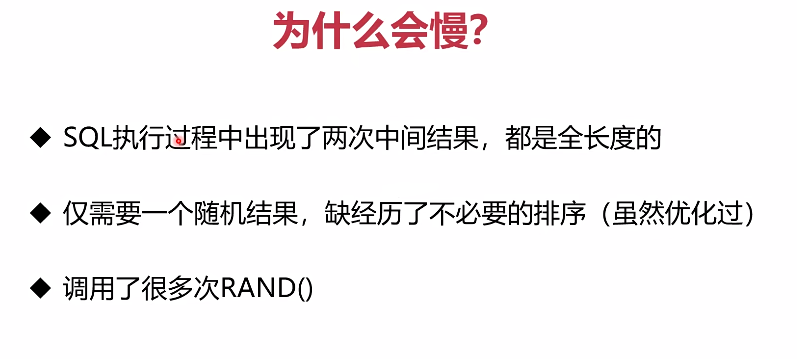 为什么会慢?
◆ SQL执行过程中出现了两次中间结果，都是全长度的
◆ 仅需要一个随机结果，缺经历了不必要的排序（虽然优化过）
◆ 调用了很多次RAND()